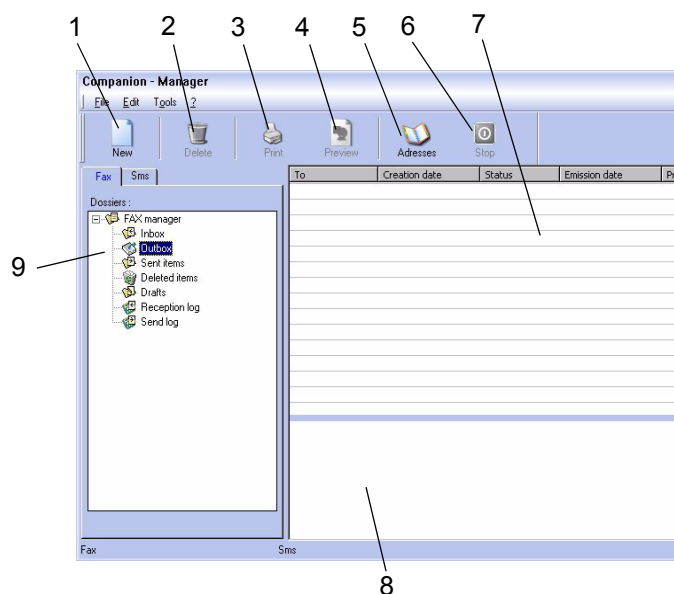 1 2 3 4 5 6 7
Companion - Manager
File Edit Tools ?
New Delete Print Preview Adresses Stop
Fax Sms
To Creation date Status Emission date Pr
Dossiers :
FAX manager
Inbox
Outbox
9
Sent items
Deleted items
Drafts
Reception log
Send log
Fax Sms
8